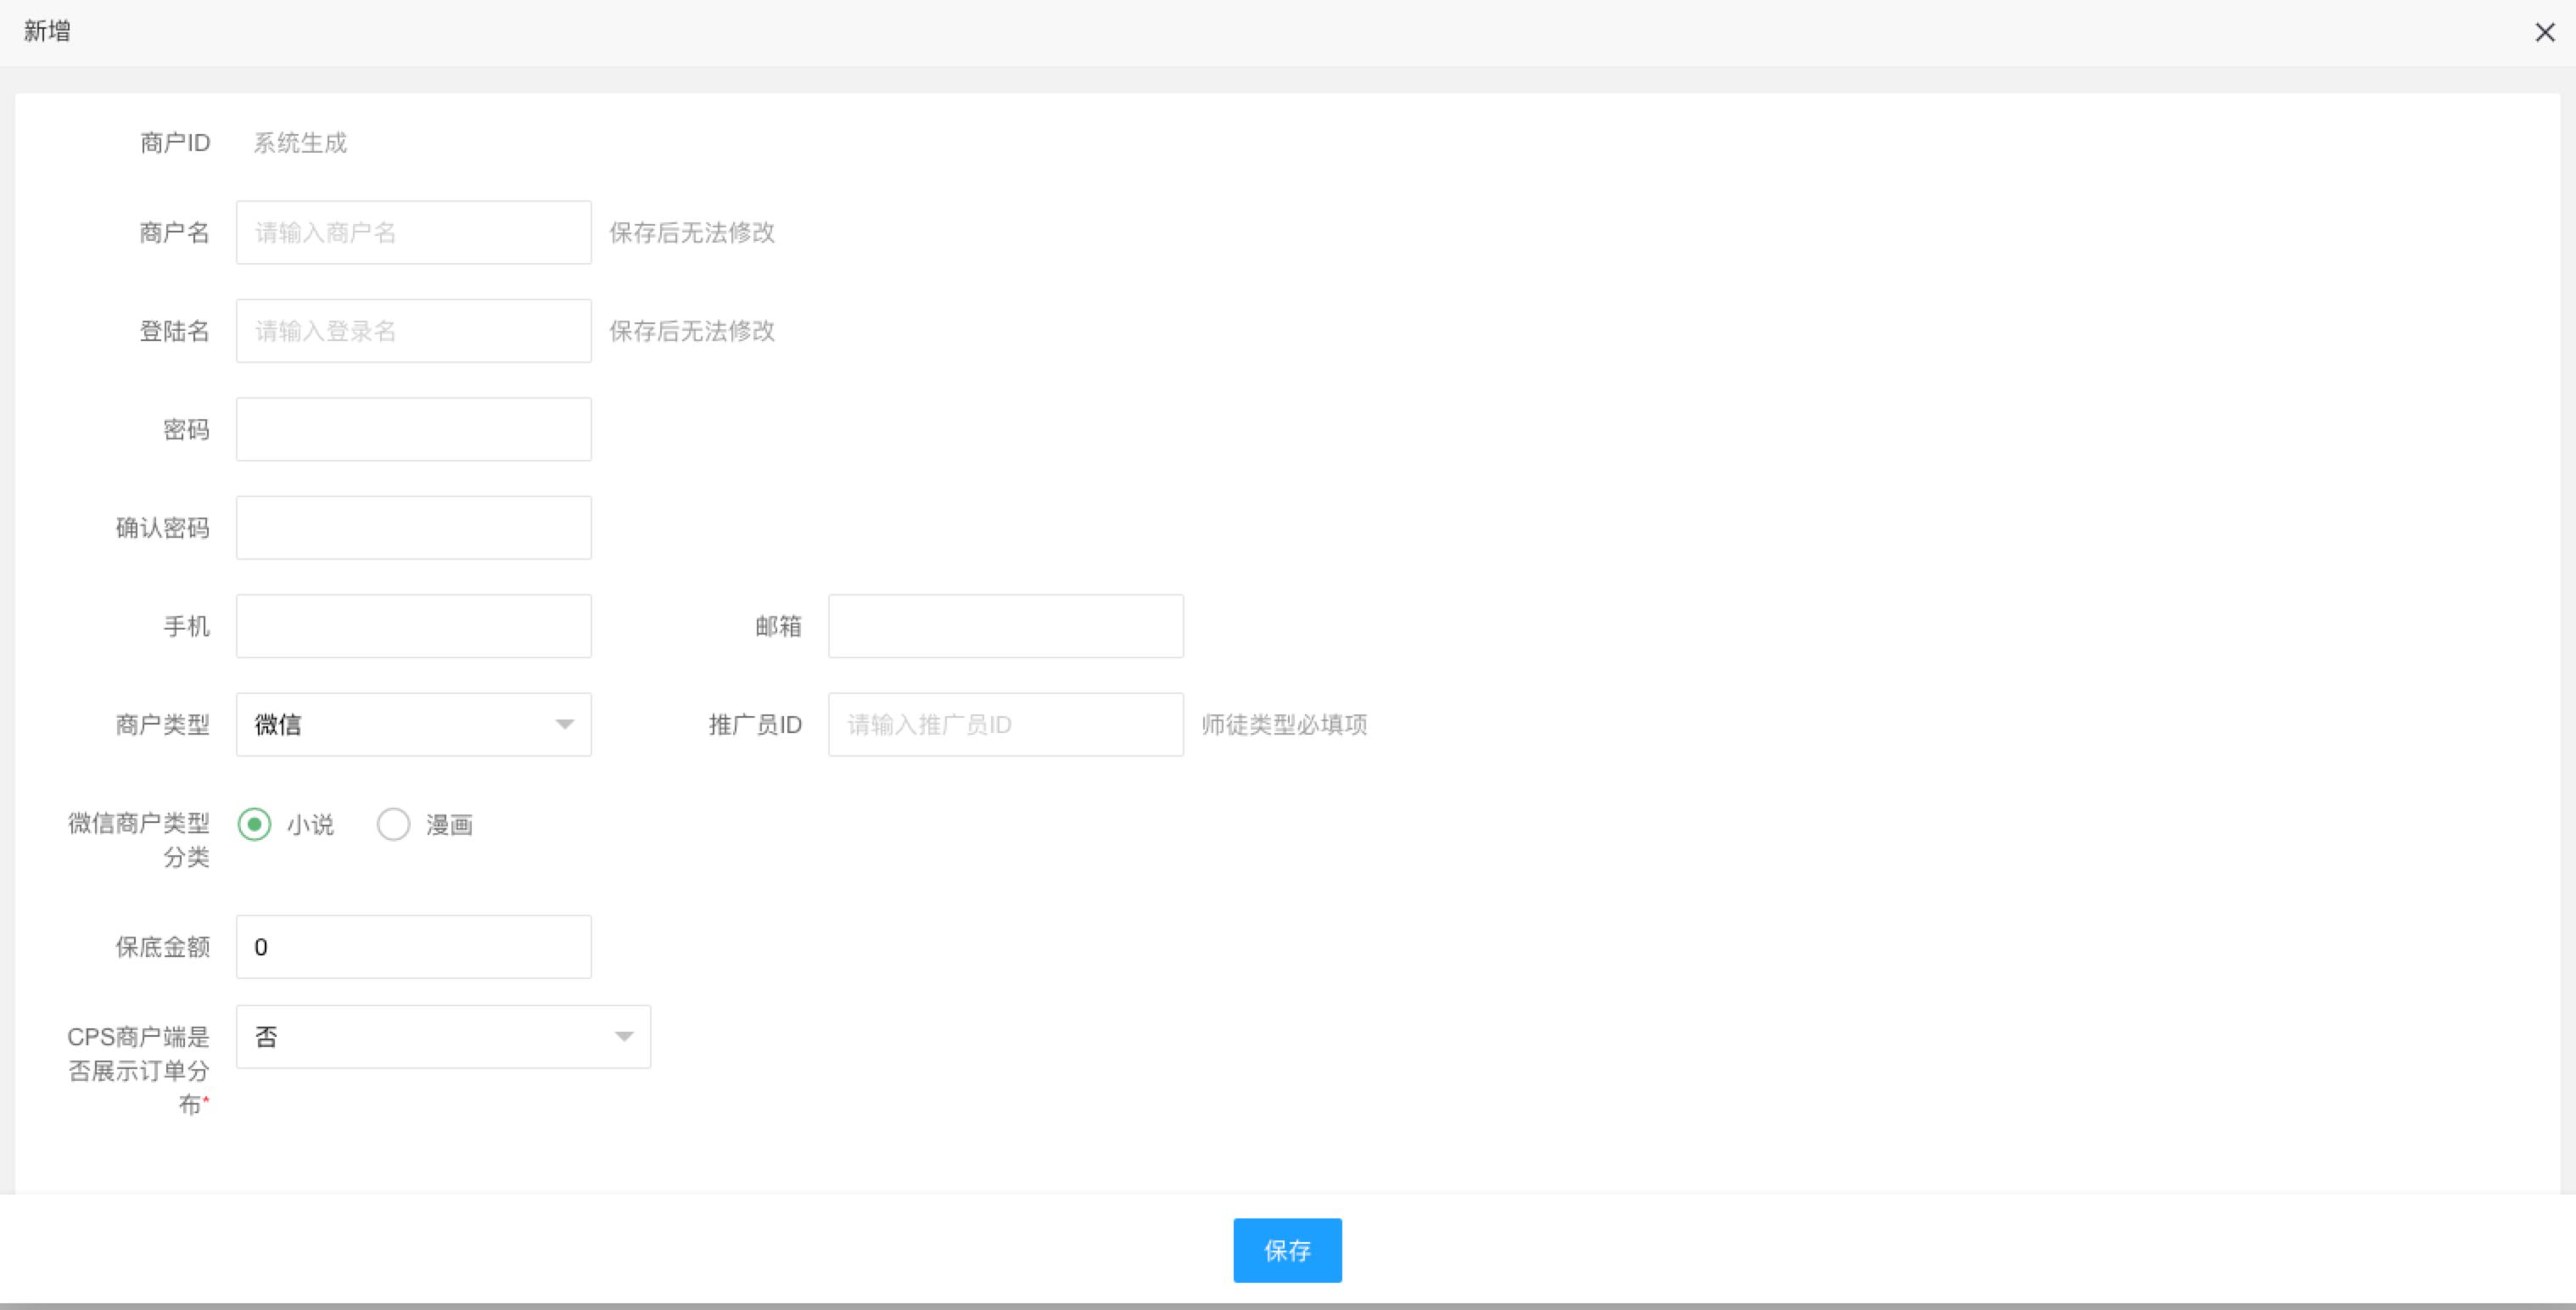 新增
商户ID 系统生成
商户名 请输入商户名 保存后无法修改
登陆名 请输入登录名 保存后无法修改
密码
确认密码
手机 邮箱
商户类型 微信 推广员ID 请输入推广员ID 师徒类型必填项
微信商户类型 小说 漫画
分类
保底金额 0
CPS商户端是 否
否展示订单分
布*
保存